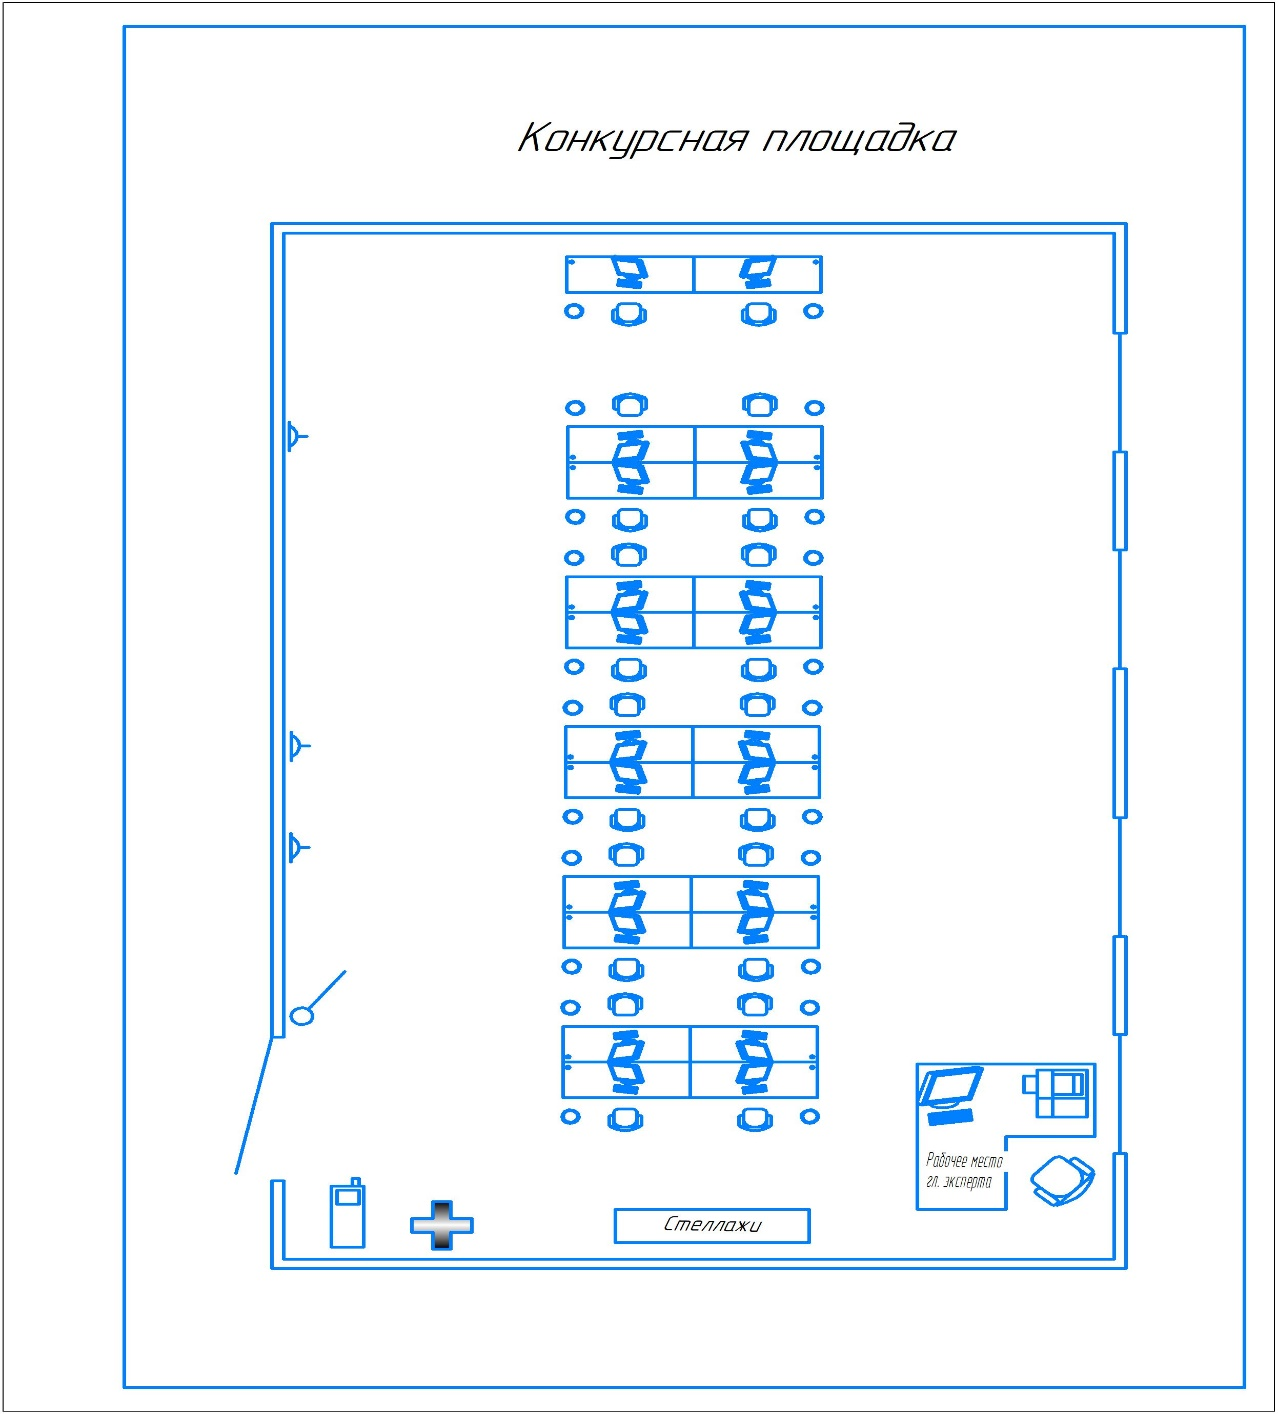 Конкурсная площадка
Рабочее место
гл. эксперта
Стеллажи